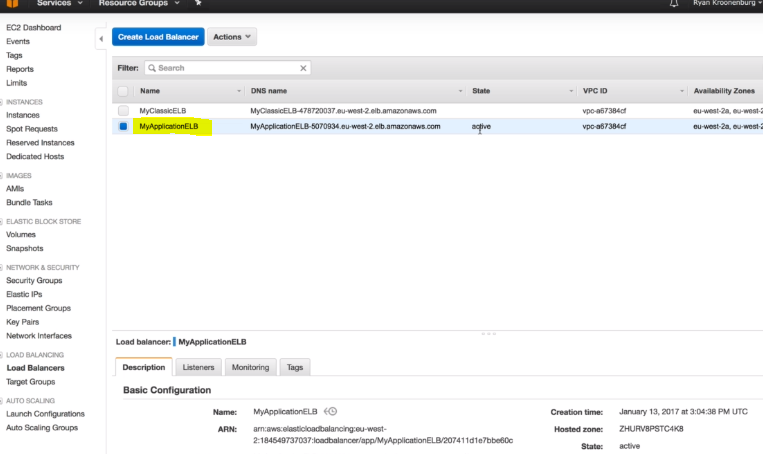 Services
Resource Groups
Ryan Kroonenburg
EC2 Dashboard
Events
Tags
Reports
Limits
INSTANCES
Instances
Spot Requests
Reserved Instances
Dedicated Hosts
IMAGES
AMIs
Bundle Tasks
ELASTIC BLOCK STORE
Volumes
Snapshots
NETWORK & SECURITY
Security Groups
Elastic IPs
Placement Groups
Key Pairs
Network Interfaces
LOAD BALANCING
Load Balancers
Target Groups
AUTO SCALING
Launch Configurations
Auto Scaling Groups
Create Load Balancer Actions
Filter: Search
Name DNS name State VPC ID Availability Zones
MyClassicELB MyClassicELB-478720037.eu-west-2.elb.amazonaws.com vpc-a67384cf eu-west-2a, eu-west-2
MyApplicationELB MyApplicationELB-5070934.eu-west-2.elb.amazonaws.com active vpc-a67384cf eu-west-2a, eu-west-2
Load balancer: MyApplicationELB
Description Listeners Monitoring Tags
Basic Configuration
Name: MyApplicationELB Creation time: January 13, 2017 at 3:04:38 PM UTC
ARN: arn:aws:elasticloadbalancing:eu-west- Hosted zone: ZHURV8PSTC4K8
2:184549737037:loadbalancer/app/MyApplicationELB/207411d1e7bbe60c State: active